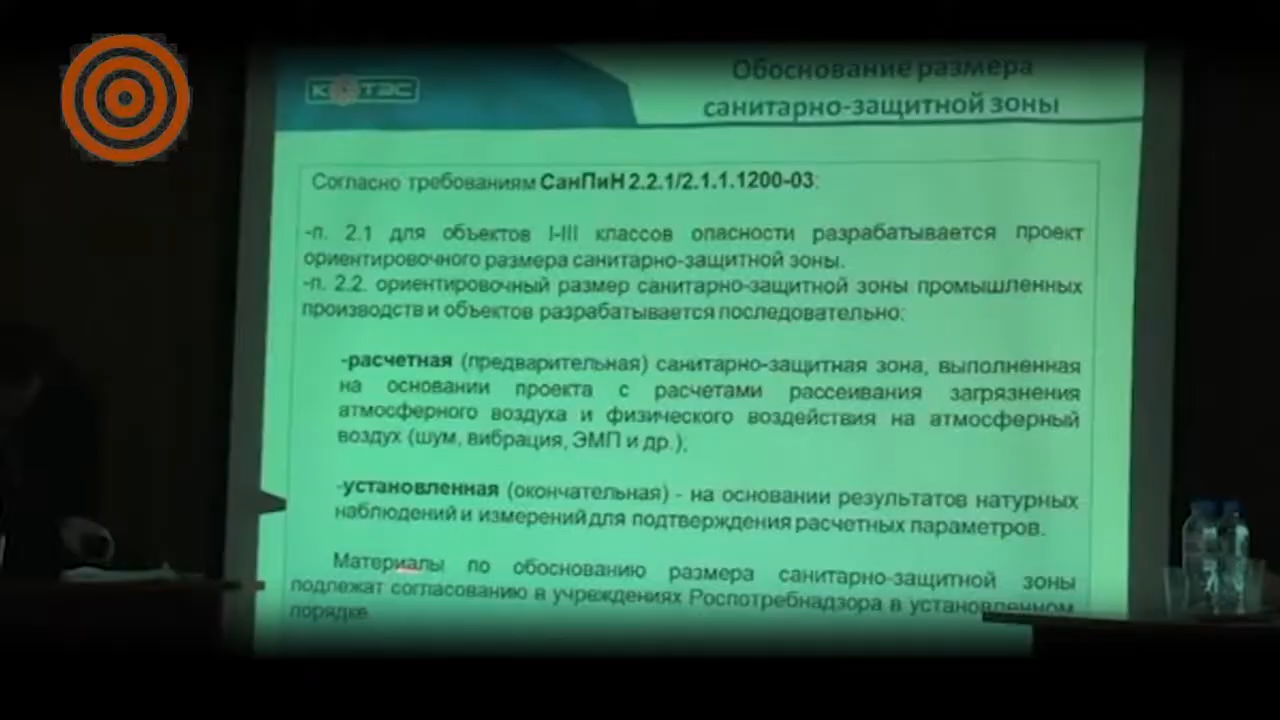 КОТЭС
Обоснование размера
санитарно-защитной зоны
Согласно требованиям СанПиН 2.2.1/2.1.1.1200-03:
-п. 2.1 для объектов I-III классов опасности разрабатывается проект
ориентировочного размера санитарно-защитной зоны.
-п. 2.2. ориентировочный размер санитарно-защитной зоны промышленных
производств и объектов разрабатывается последовательно:
-расчетная (предварительная) санитарно-защитная зона, выполненная
на основании проекта с расчетами рассеивания загрязнения
атмосферного воздуха и физического воздействия на атмосферный
воздух (шум, вибрация, ЭМП и др.);
-установленная (окончательная) - на основании результатов натурных
наблюдений и измерений для подтверждения расчетных параметров.
Материалы по обоснованию размера санитарно-защитной зоны
подлежат согласованию в учреждениях Роспотребнадзора в установленном
порядке.